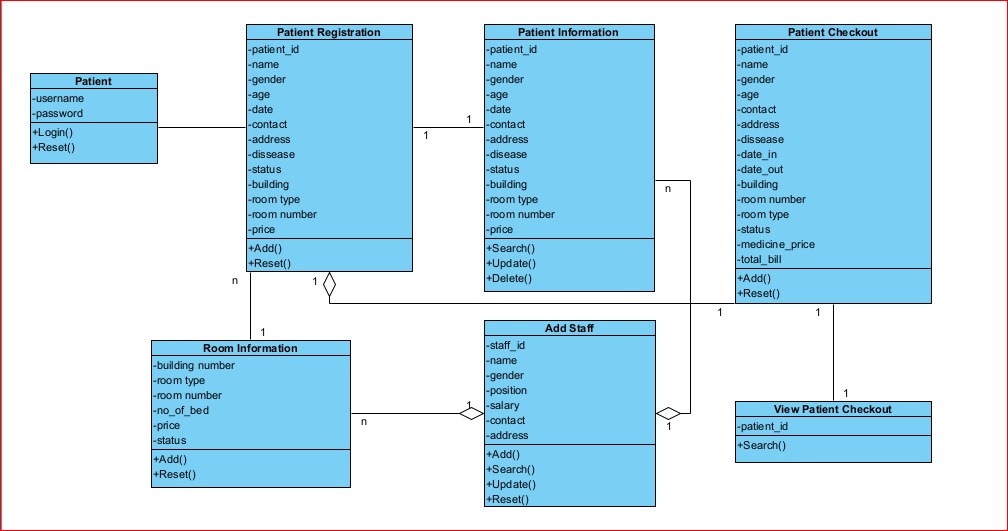 Patient
-username
-password
+Login()
+Reset()
Patient Registration
-patient_id
-name
-gender
-age
-date
-contact
-address
-dissease
-status
-building
-room type
-room number
-price
+Add()
+Reset()
1
1
Patient Information
-patient_id
-name
-gender
-age
-date
-contact
-address
-disease
-status
-building
-room type
-room number
-price
+Search()
+Update()
+Delete()
n
Patient Checkout
-patient_id
-name
-gender
-age
-contact
-address
-dissease
-date_in
-date_out
-building
-room number
-room type
-status
-medicine_price
-total_bill
+Add()
+Reset()
n
1
1
1
1
1
Room Information
-building number
-room type
-room number
-no_of_bed
-price
-status
+Add()
+Reset()
n
1
Add Staff
-staff_id
-name
-gender
-position
-salary
-contact
-address
+Add()
+Search()
+Update()
+Reset()
1
View Patient Checkout
-patient_id
+Search()